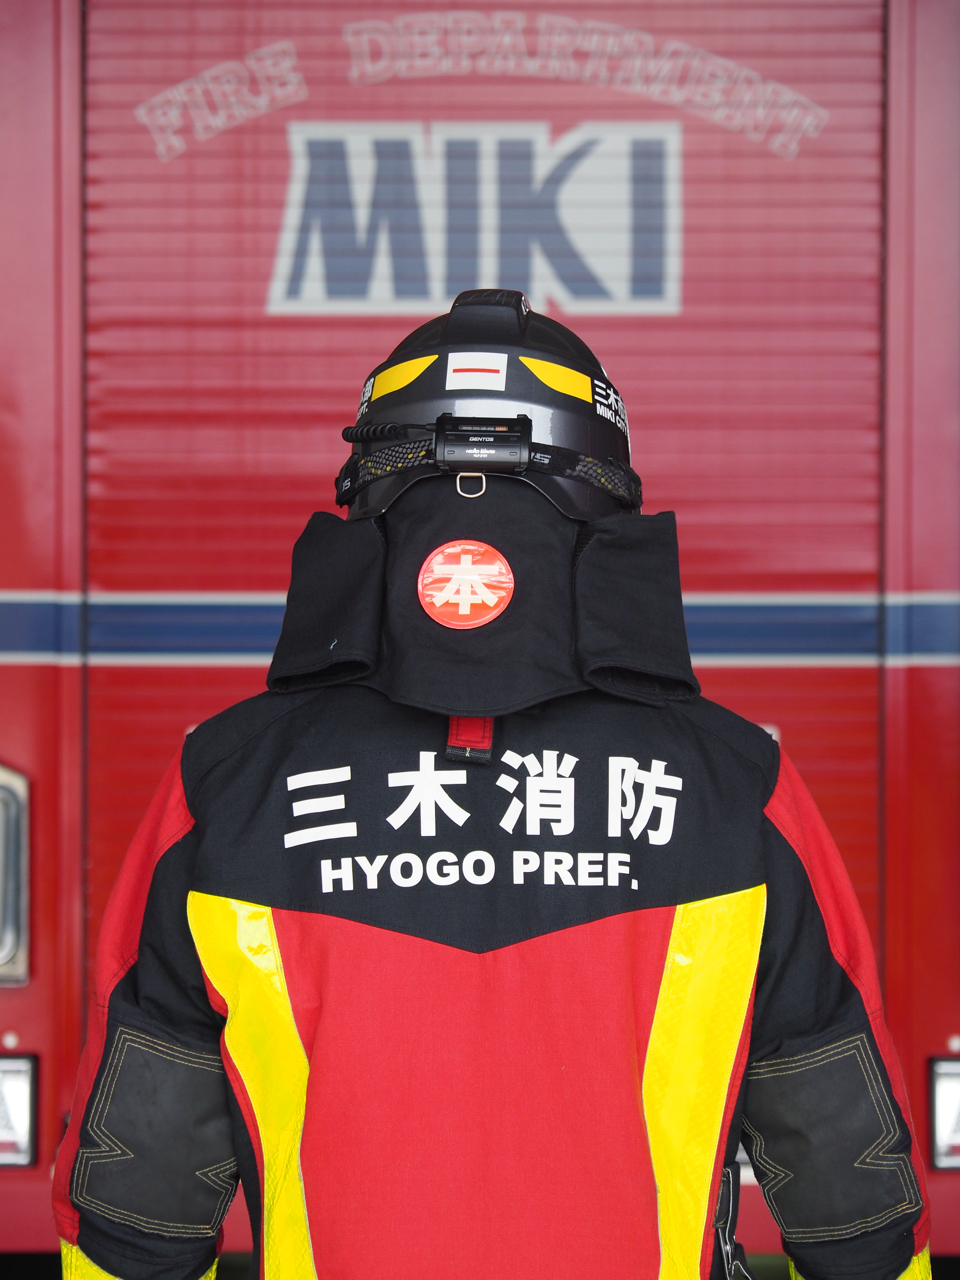 FIRE DEPARTMENT
MIKI
三木
MIKI CITY
GENTOS
本
三木消防
HYOGO PREF.